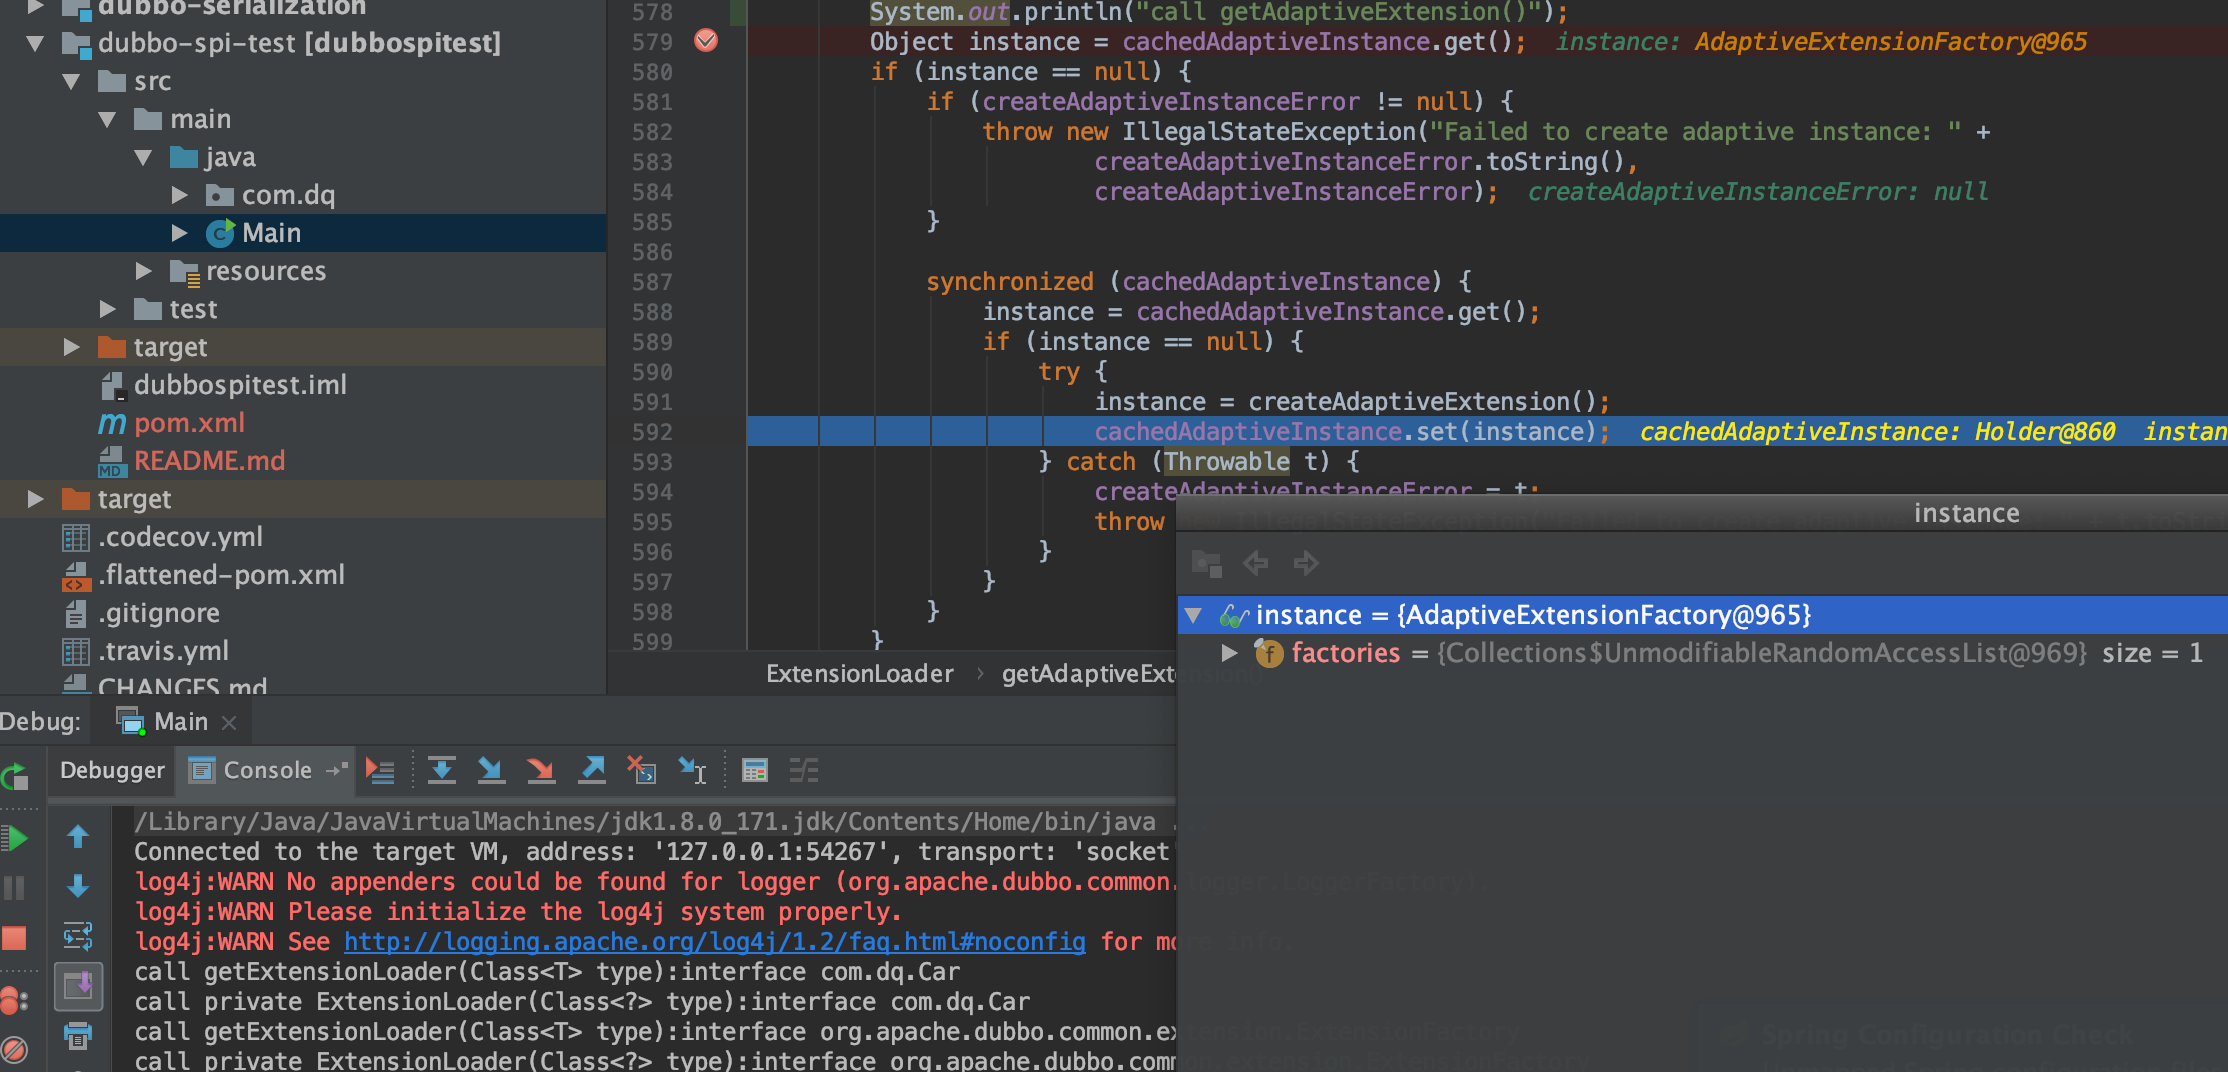 dubbo-serialization
dubbo-spi-test [dubbospitest]
src
main
java
com.dq
Main
resources
test
target
dubbospitest.iml
pom.xml
README.md
target
.codecov.yml
.flattened-pom.xml
.gitignore
.travis.yml
CHANGES.md
578 System.out.println("call getAdaptiveExtension()");
579 Object instance = cachedAdaptiveInstance.get(); instance: AdaptiveExtensionFactory@965
580 if (instance == null) {
581 if (createAdaptiveInstanceError != null) {
582 throw new IllegalStateException("Failed to create adaptive instance: " +
583 createAdaptiveInstanceError.toString(),
584 createAdaptiveInstanceError); createAdaptiveInstanceError: null
585 }
586
587 synchronized (cachedAdaptiveInstance) {
588 instance = cachedAdaptiveInstance.get();
589 if (instance == null) {
590 try {
591 instance = createAdaptiveExtension();
592 cachedAdaptiveInstance.set(instance); cachedAdaptiveInstance: Holder@860 instan
593 } catch (Throwable t) {
594 createAdaptiveInstanceError = t;
595 throw
596 }
597 }
598 }
599 }
ExtensionLoader › getAdaptiveExtension()
instance
instance = {AdaptiveExtensionFactory@965}
factories = {Collections$UnmodifiableRandomAccessList@969} size = 1
Debug: Main
Debugger Console
/Library/Java/JavaVirtualMachines/jdk1.8.0_171.jdk/Contents/Home/bin/java ...
Connected to the target VM, address: '127.0.0.1:54267', transport: 'socket'
log4j:WARN No appenders could be found for logger (org.apache.dubbo.common.logger.LoggerFactory).
log4j:WARN Please initialize the log4j system properly.
log4j:WARN See http://logging.apache.org/log4j/1.2/faq.html#noconfig for more info.
call getExtensionLoader(Class<T> type):interface com.dq.Car
call private ExtensionLoader(Class<?> type):interface com.dq.Car
call getExtensionLoader(Class<T> type):interface org.apache.dubbo.common.extension.ExtensionFactory
call private ExtensionLoader(Class<?> type):interface org.apache.dubbo.common.extension.ExtensionFactory
Spring Configuration Check